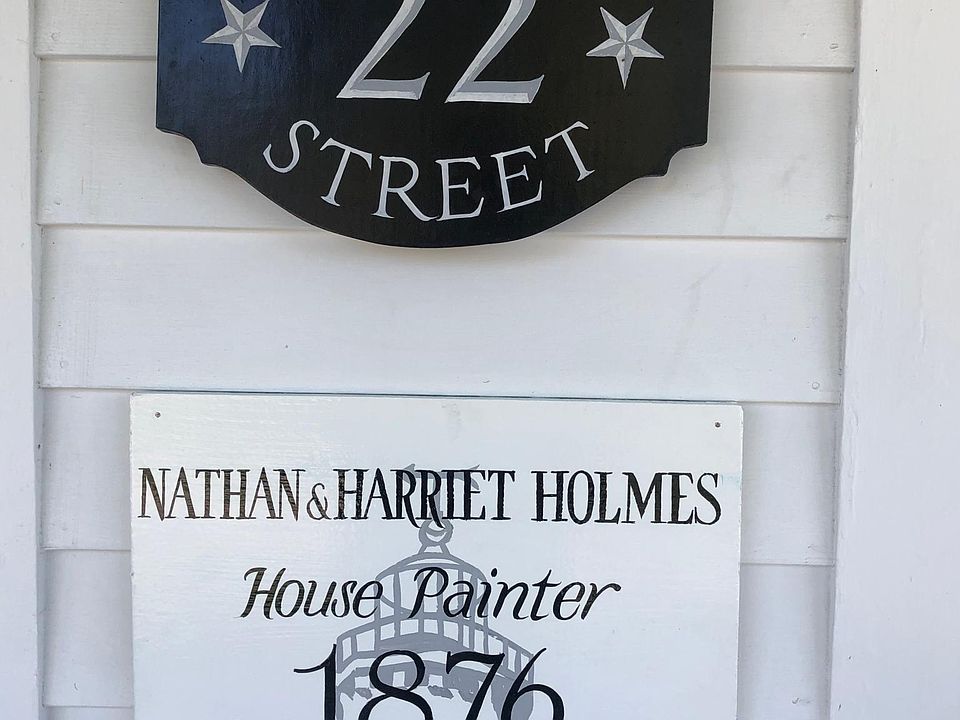 22
STREET
NATHAN & HARRIET HOLMES
House Painter
1876